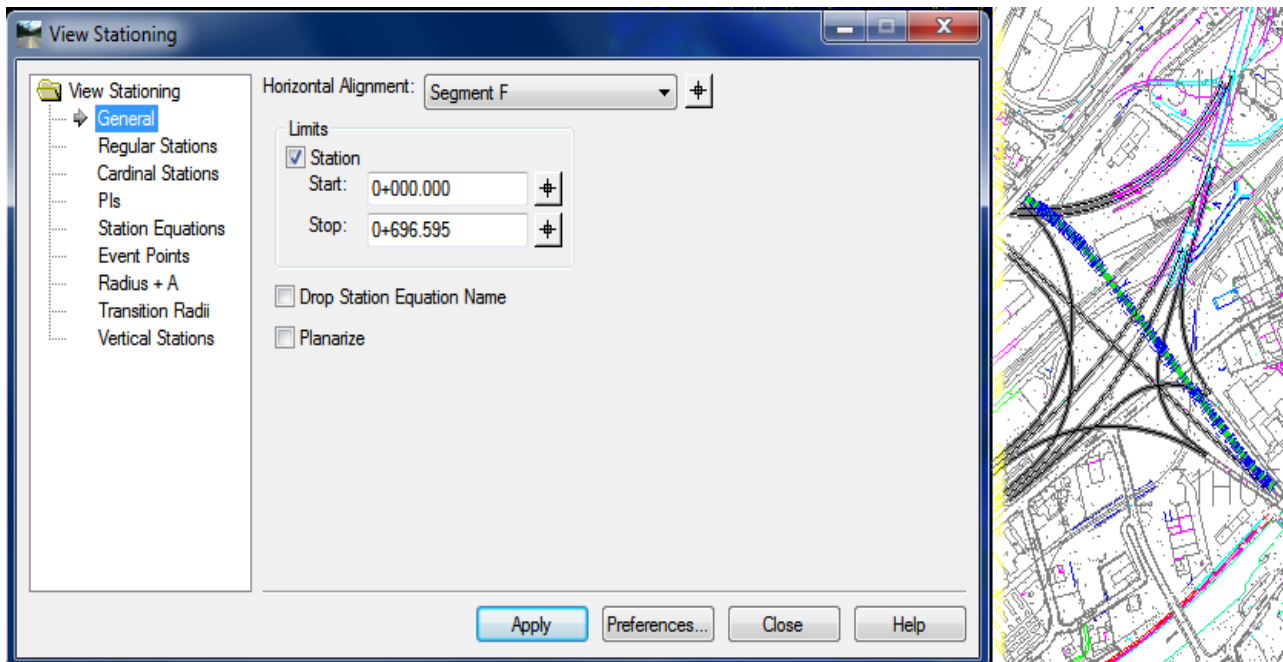 View Stationing
View Stationing
General
Regular Stations
Cardinal Stations
PIs
Station Equations
Event Points
Radius + A
Transition Radii
Vertical Stations
Horizontal Alignment: Segment F
Limits
Station
Start: 0+000.000
Stop: 0+696.595
Drop Station Equation Name
Planarize
Apply Preferences... Close Help